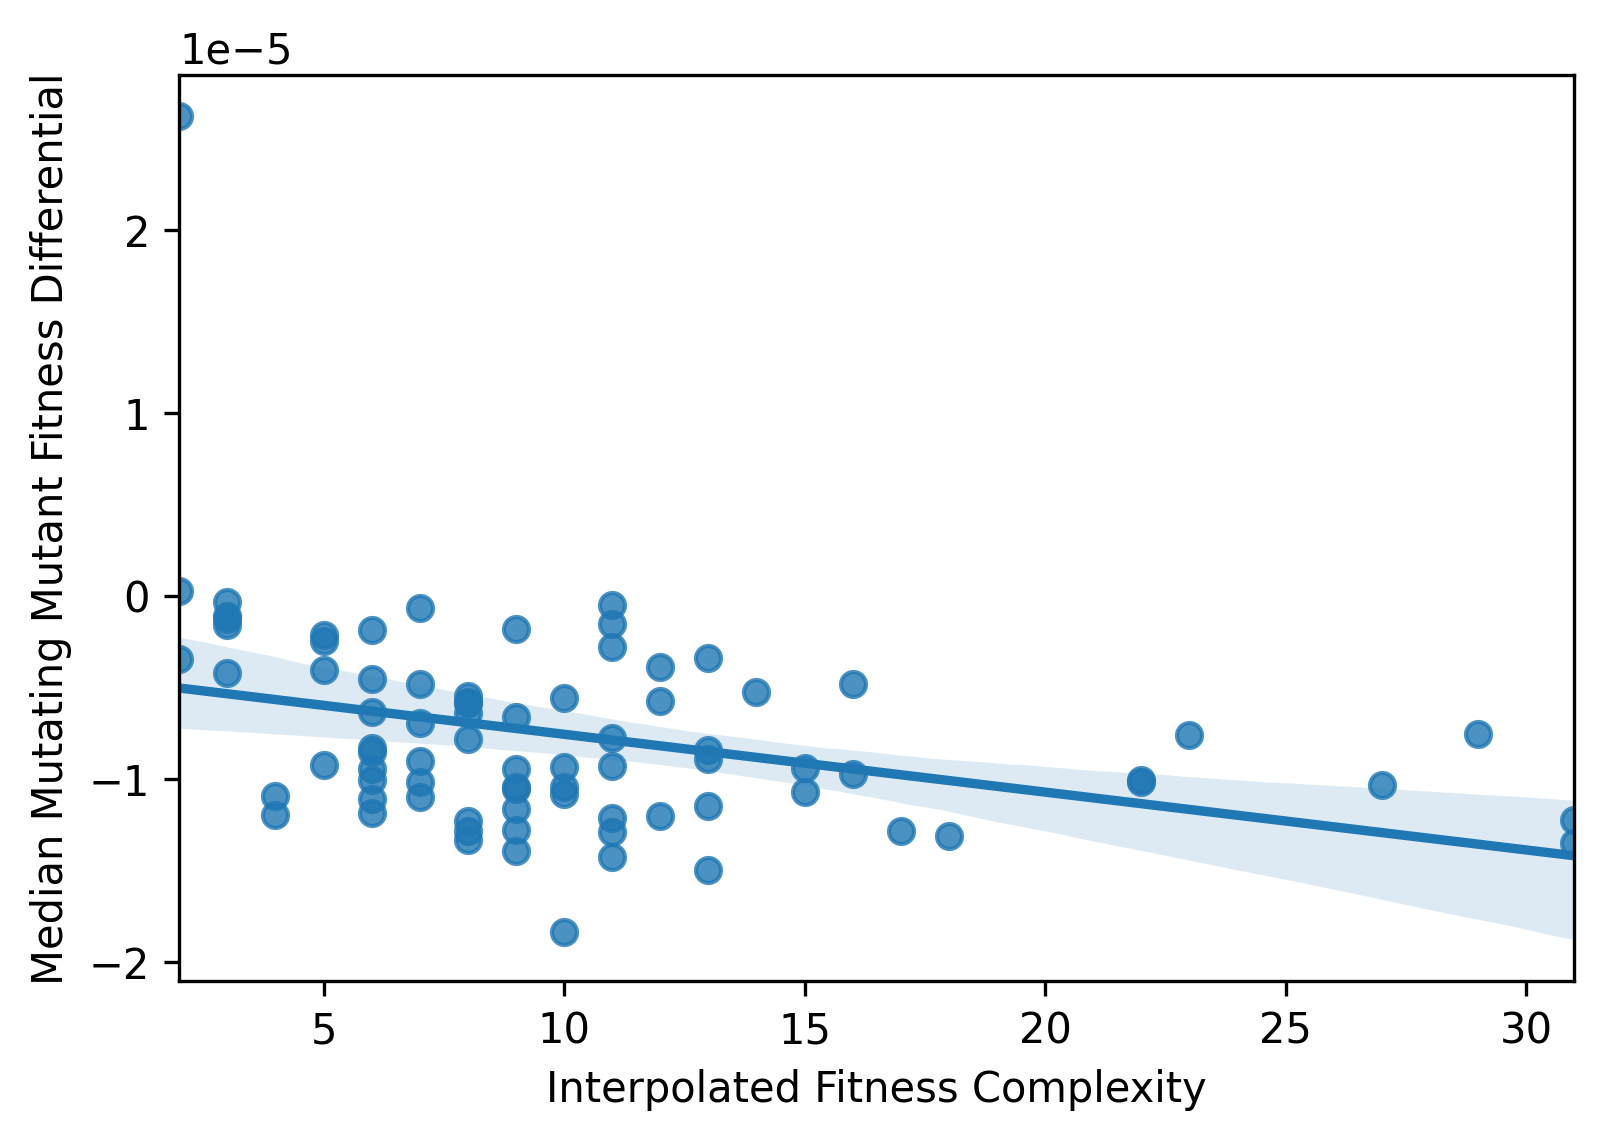 1e−5
Median Mutating Mutant Fitness Differential
2
1
0
−1
−2
5 10 15 20 25 30
Interpolated Fitness Complexity